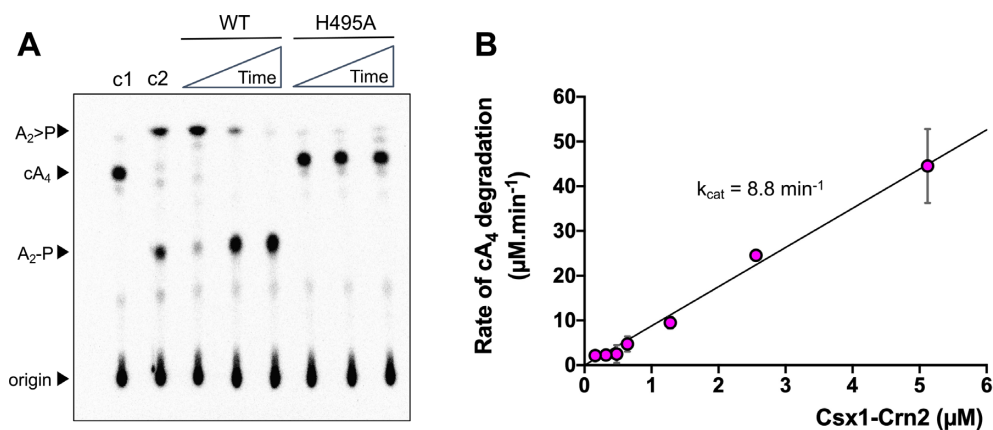 A
WT
H495A
c1 c2
Time
Time
A₂>P
cA₄
A₂-P
origin
B
Rate of cA₄ degradation
(µM.min⁻¹)
60
50
40
30
20
10
0
k_cat = 8.8 min⁻¹
0 1 2 3 4 5 6
Csx1-Crn2 (µM)